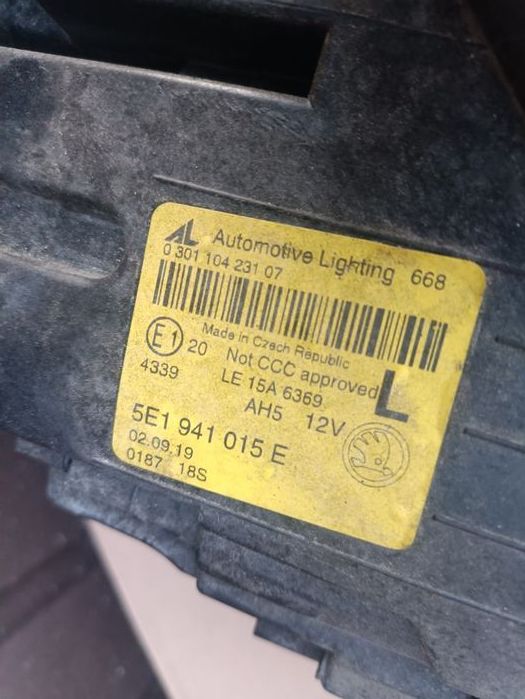 AL Automotive Lighting 668
0 301 104 231 07
Made in Czech Republic
E1 20 Not CCC approved L
4339 LE 15A 6369
AH5 12V
5E1 941 015 E
02.09.19
0187 18S